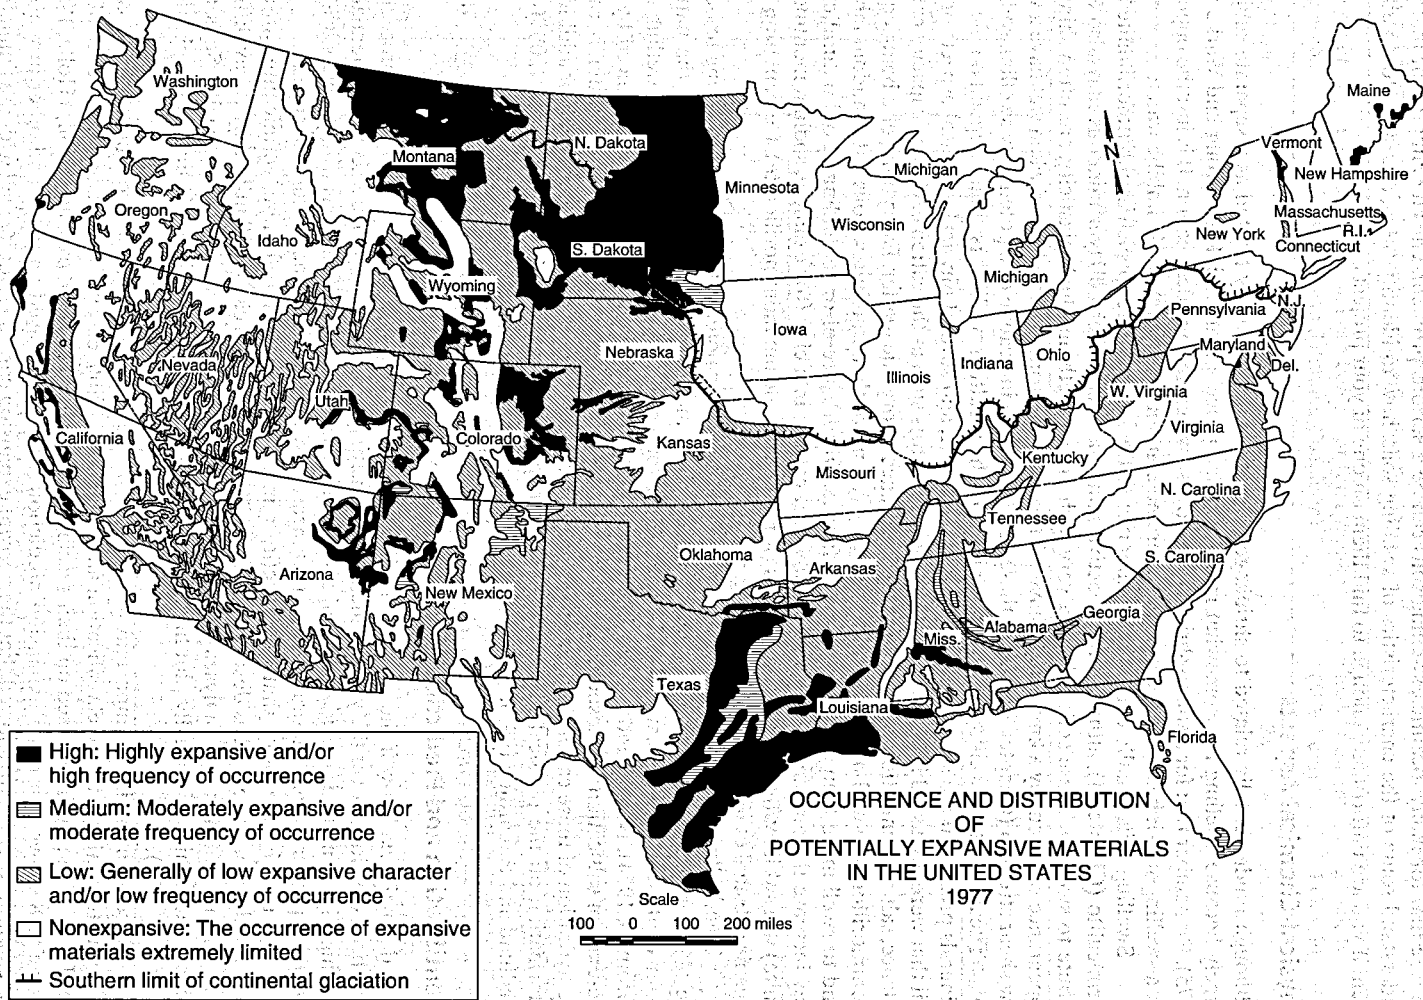 Washington
Montana
N. Dakota
Minnesota
Michigan
Maine
Vermont
New Hampshire
Oregon
Idaho
Wyoming
S. Dakota
Wisconsin
Michigan
New York
Massachusetts
R.I.
Connecticut
N
Nevada
Utah
Colorado
Nebraska
Iowa
Illinois
Indiana
Ohio
Pennsylvania
N.J.
Maryland
Del.
W. Virginia
Virginia
California
Kansas
Missouri
Kentucky
Arizona
New Mexico
Oklahoma
Arkansas
Tennessee
N. Carolina
S. Carolina
Texas
Louisiana
Miss.
Alabama
Georgia
Florida
High: Highly expansive and/or
high frequency of occurrence
Medium: Moderately expansive and/or
moderate frequency of occurrence
Low: Generally of low expansive character
and/or low frequency of occurrence
Nonexpansive: The occurrence of expansive
materials extremely limited
Southern limit of continental glaciation
Scale
100 0 100 200 miles
OCCURRENCE AND DISTRIBUTION
OF
POTENTIALLY EXPANSIVE MATERIALS
IN THE UNITED STATES
1977